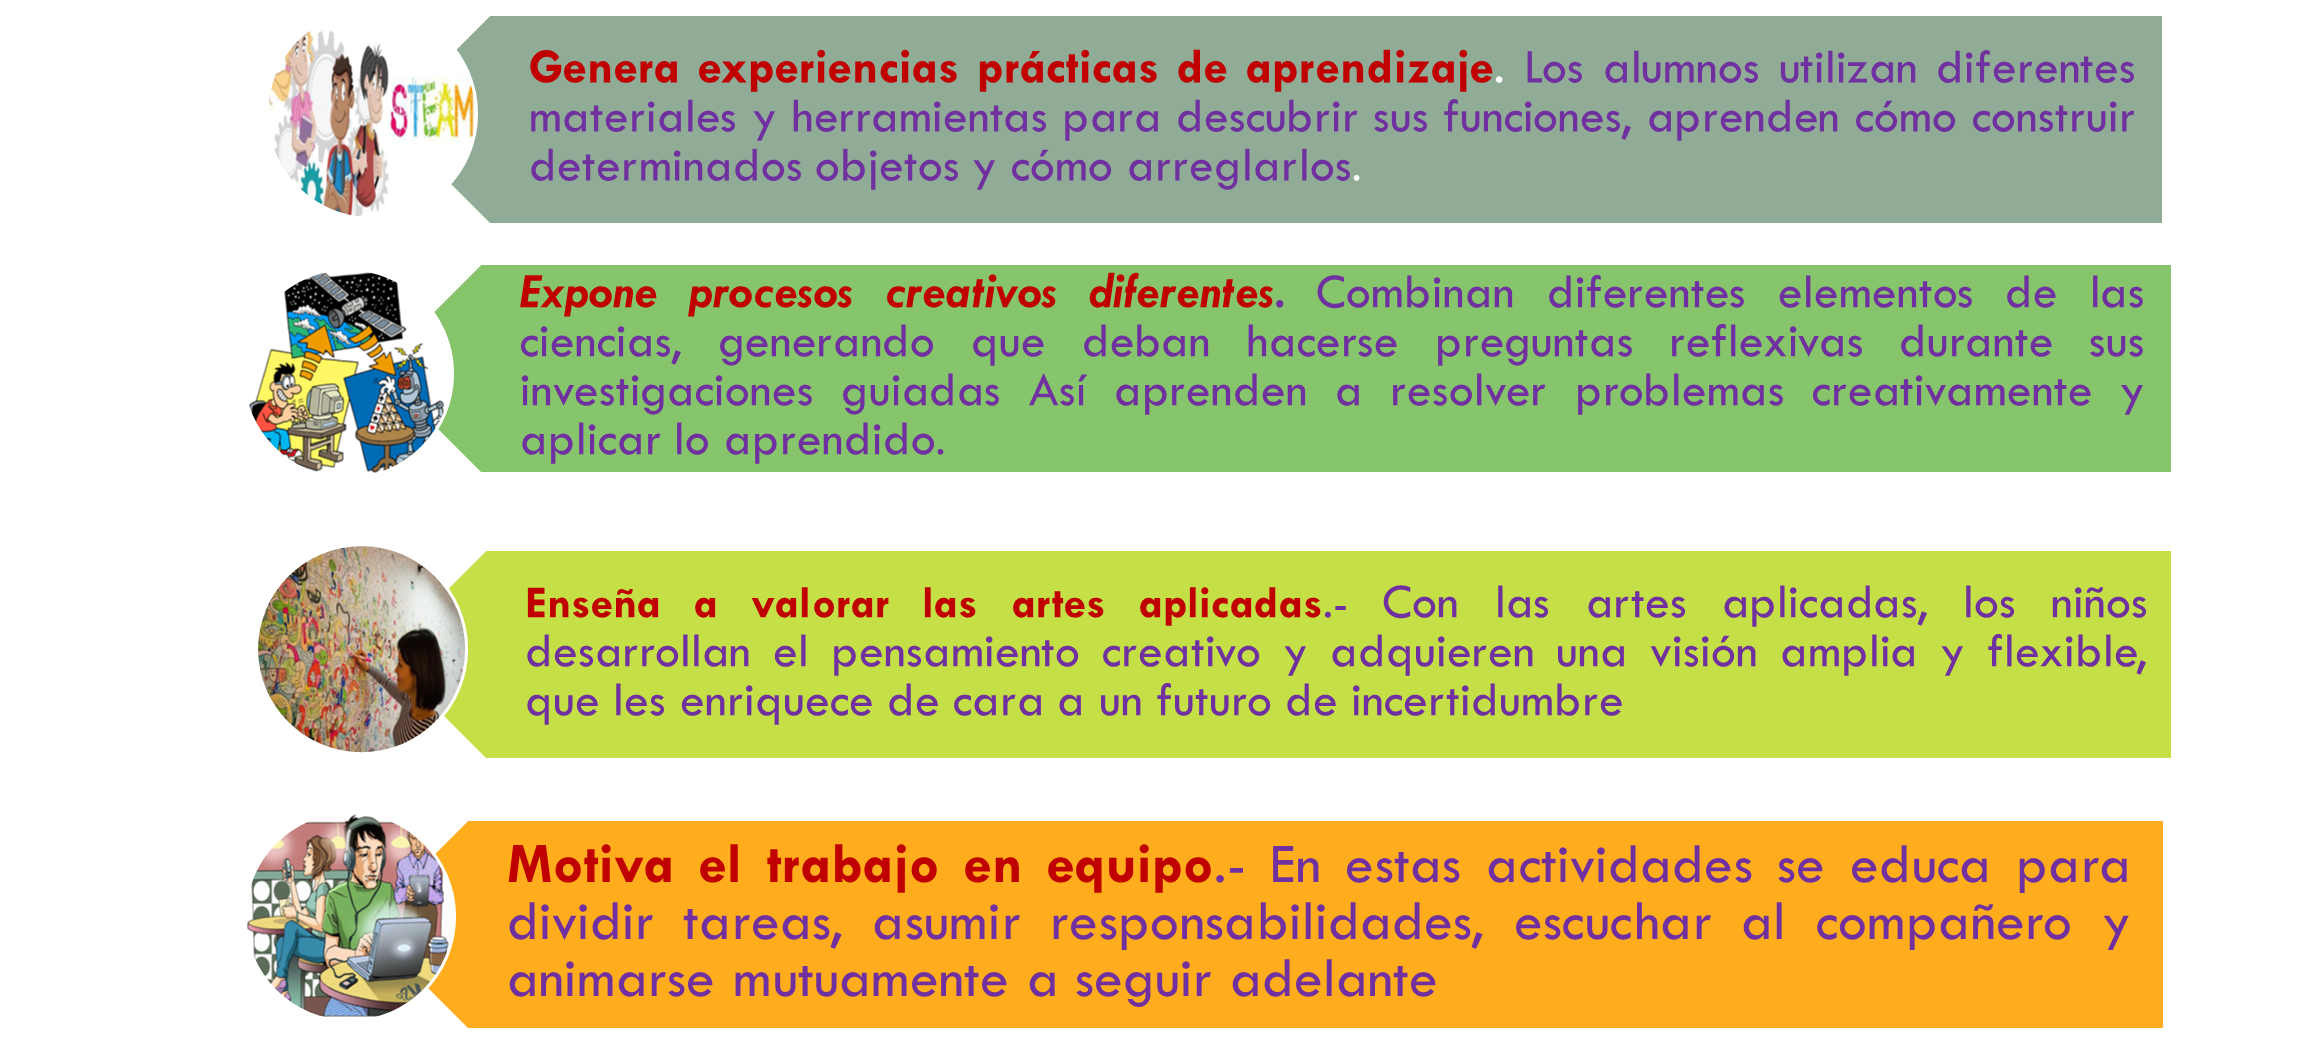 STEAM
Genera experiencias prácticas de aprendizaje. Los alumnos utilizan diferentes
materiales y herramientas para descubrir sus funciones, aprenden cómo construir
determinados objetos y cómo arreglarlos.
Expone procesos creativos diferentes. Combinan diferentes elementos de las
ciencias, generando que deban hacerse preguntas reflexivas durante sus
investigaciones guiadas Así aprenden a resolver problemas creativamente y
aplicar lo aprendido.
Enseña a valorar las artes aplicadas.- Con las artes aplicadas, los niños
desarrollan el pensamiento creativo y adquieren una visión amplia y flexible,
que les enriquece de cara a un futuro de incertidumbre
Motiva el trabajo en equipo.- En estas actividades se educa para
dividir tareas, asumir responsabilidades, escuchar al compañero y
animarse mutuamente a seguir adelante